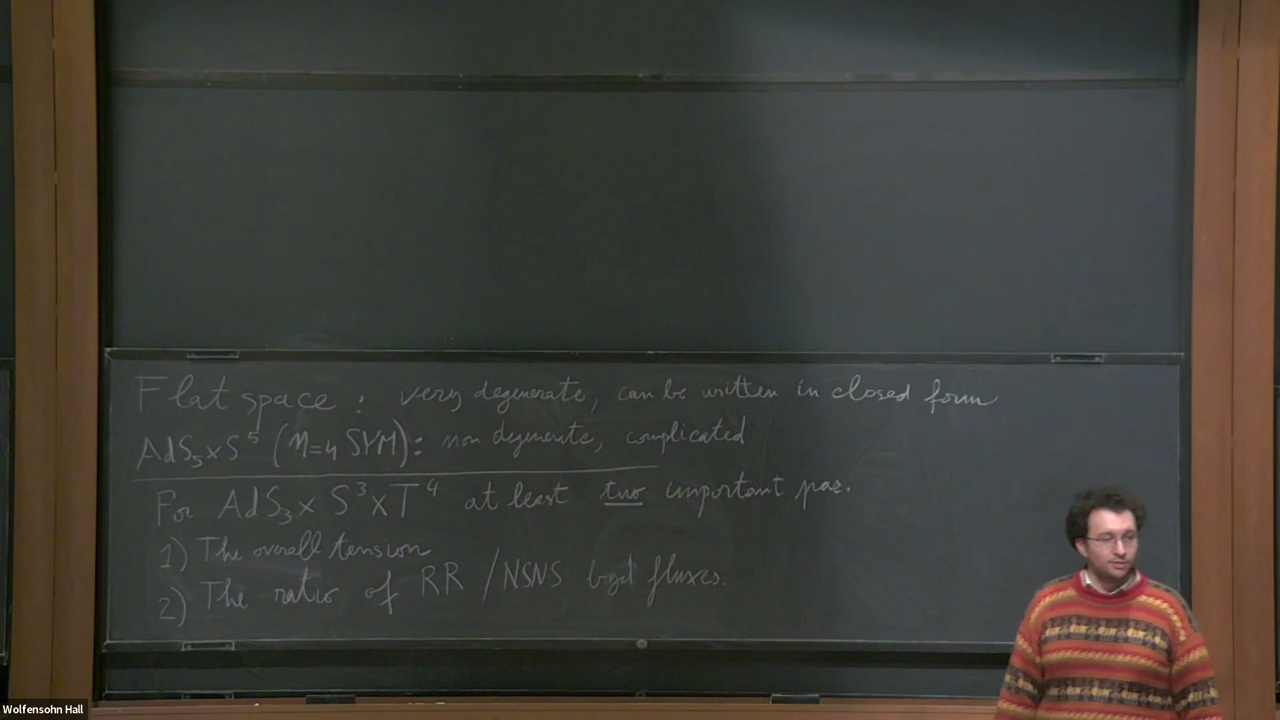 Flat space : very degenerate, can be written in closed form
AdS₅×S⁵ (N=4 SYM): non degenerate, complicated
For AdS₃× S³×T⁴ at least two important par.
1) The overall tension
2) The ratio of RR /NSNS bgd fluxes.
Wolfensohn Hall